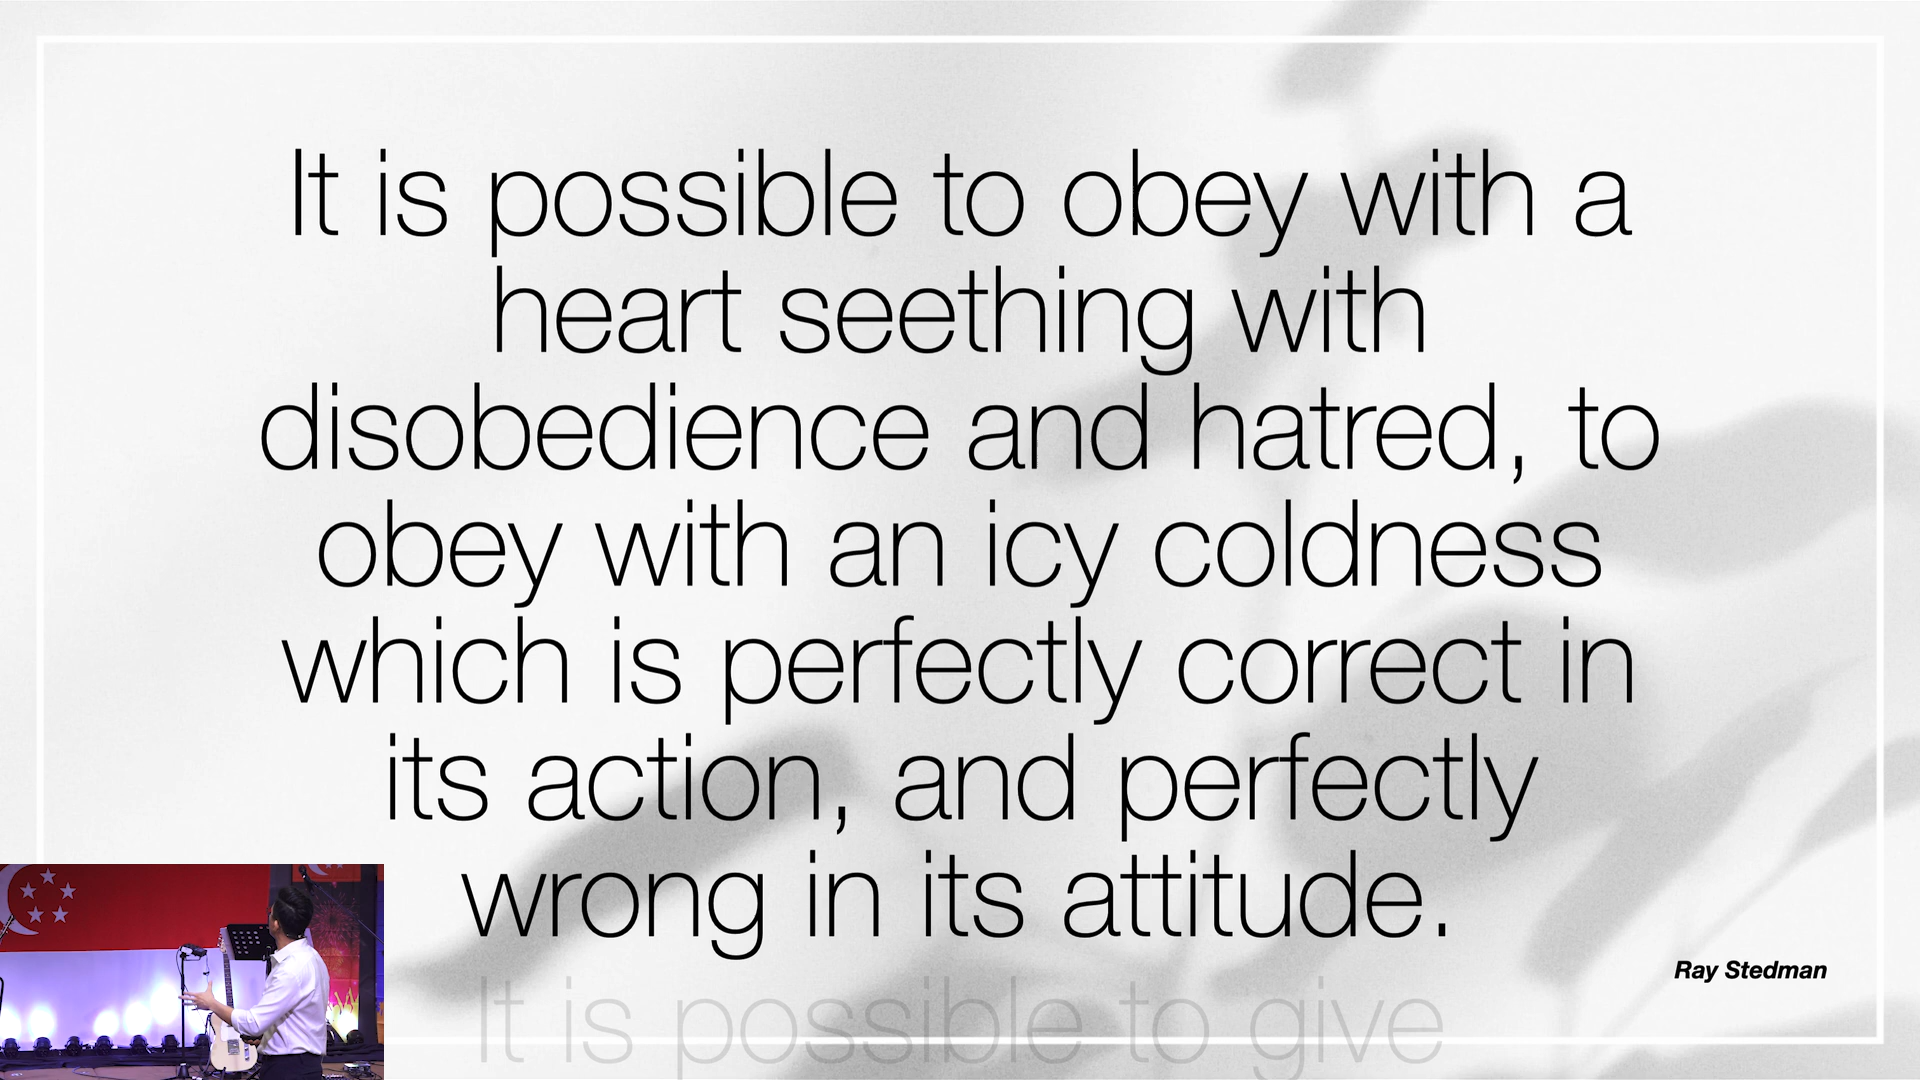 It is possible to obey with a
heart seething with
disobedience and hatred, to
obey with an icy coldness
which is perfectly correct in
its action, and perfectly
wrong in its attitude.
Ray Stedman
It is possible to give